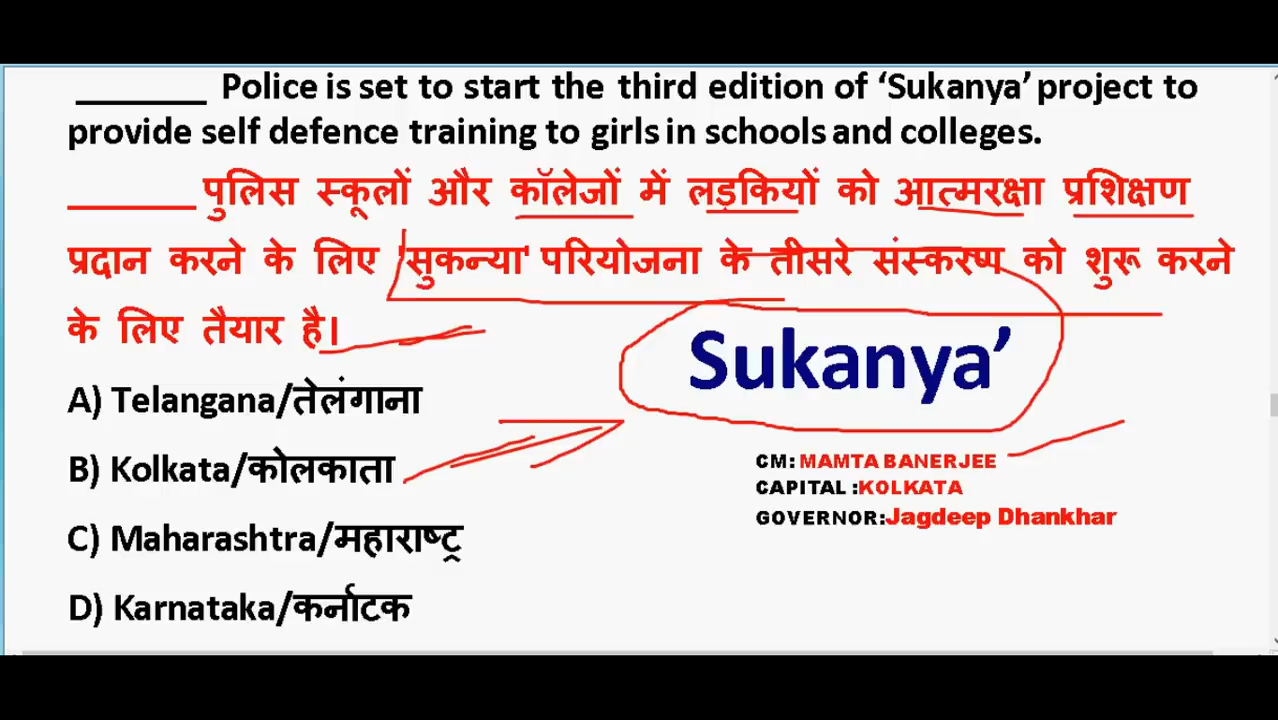 ______ Police is set to start the third edition of ‘Sukanya’ project to
provide self defence training to girls in schools and colleges.
______ पुलिस स्कूलों और कॉलेजों में लड़कियों को आत्मरक्षा प्रशिक्षण
प्रदान करने के लिए 'सुकन्या' परियोजना के तीसरे संस्करण को शुरू करने
के लिए तैयार है।
Sukanya’
A) Telangana/तेलंगाना
B) Kolkata/कोलकाता
C) Maharashtra/महाराष्ट्र
D) Karnataka/कर्नाटक
CM: MAMTA BANERJEE
CAPITAL :KOLKATA
GOVERNOR:Jagdeep Dhankhar